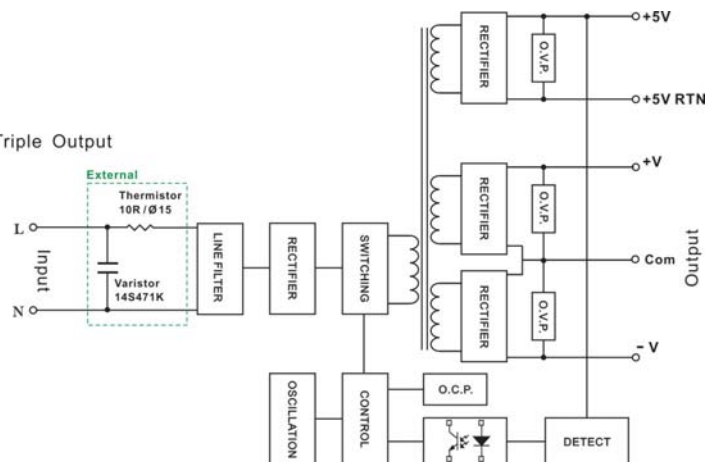 Triple Output
External
Thermistor
10R/Ø15
Varistor
14S471K
L
N
Input
LINE FILTER
RECTIFIER
SWITCHING
OSCILLATION
CONTROL
O.C.P.
DETECT
RECTIFIER
RECTIFIER
RECTIFIER
O.V.P.
O.V.P.
O.V.P.
+5V
+5V RTN
+V
Com
- V
Output